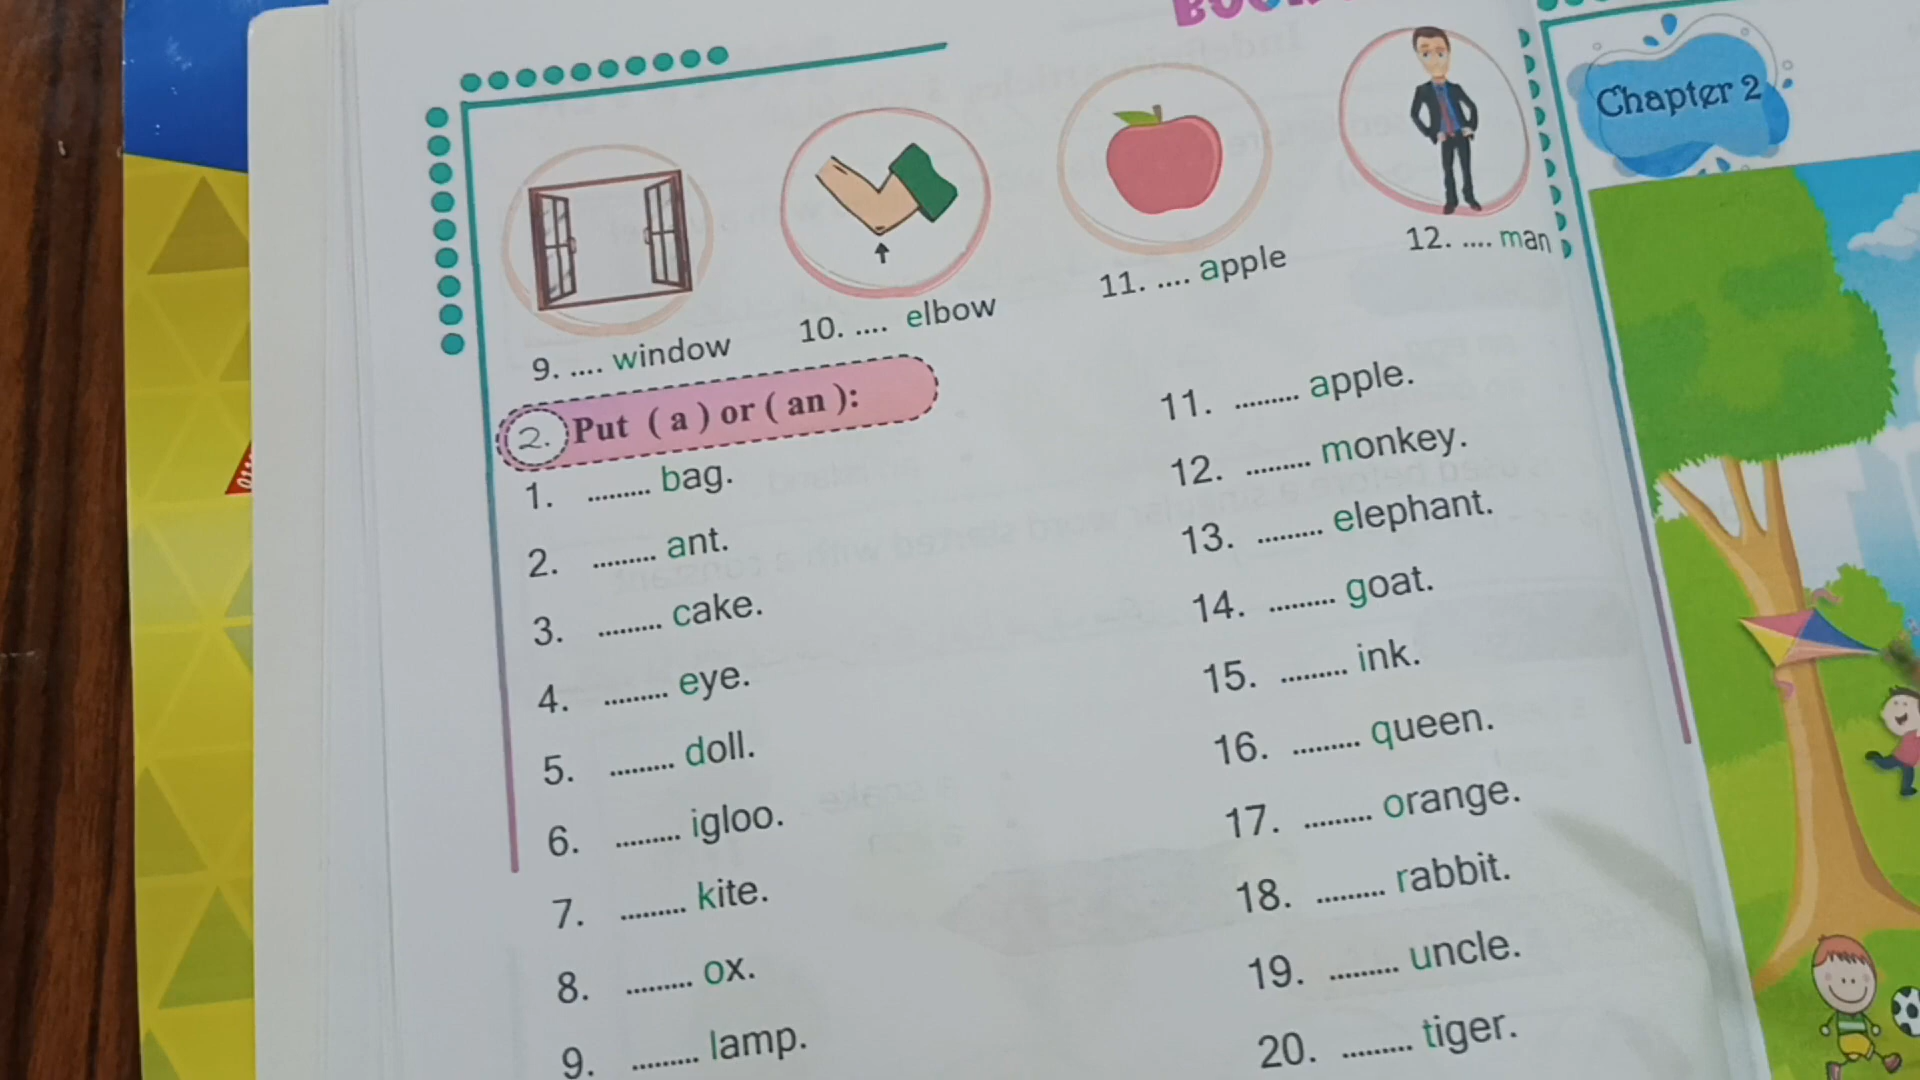 Chapter 2
9. .... window
10. .... elbow
11. .... apple
12. .... man
2. Put ( a ) or ( an ):
1. ......... bag.
2. ......... ant.
3. ......... cake.
4. ......... eye.
5. ......... doll.
6. ......... igloo.
7. ......... kite.
8. ......... ox.
9. ......... lamp.
11. ......... apple.
12. ......... monkey.
13. ......... elephant.
14. ......... goat.
15. ......... ink.
16. ......... queen.
17. ......... orange.
18. ......... rabbit.
19. ......... uncle.
20. ......... tiger.